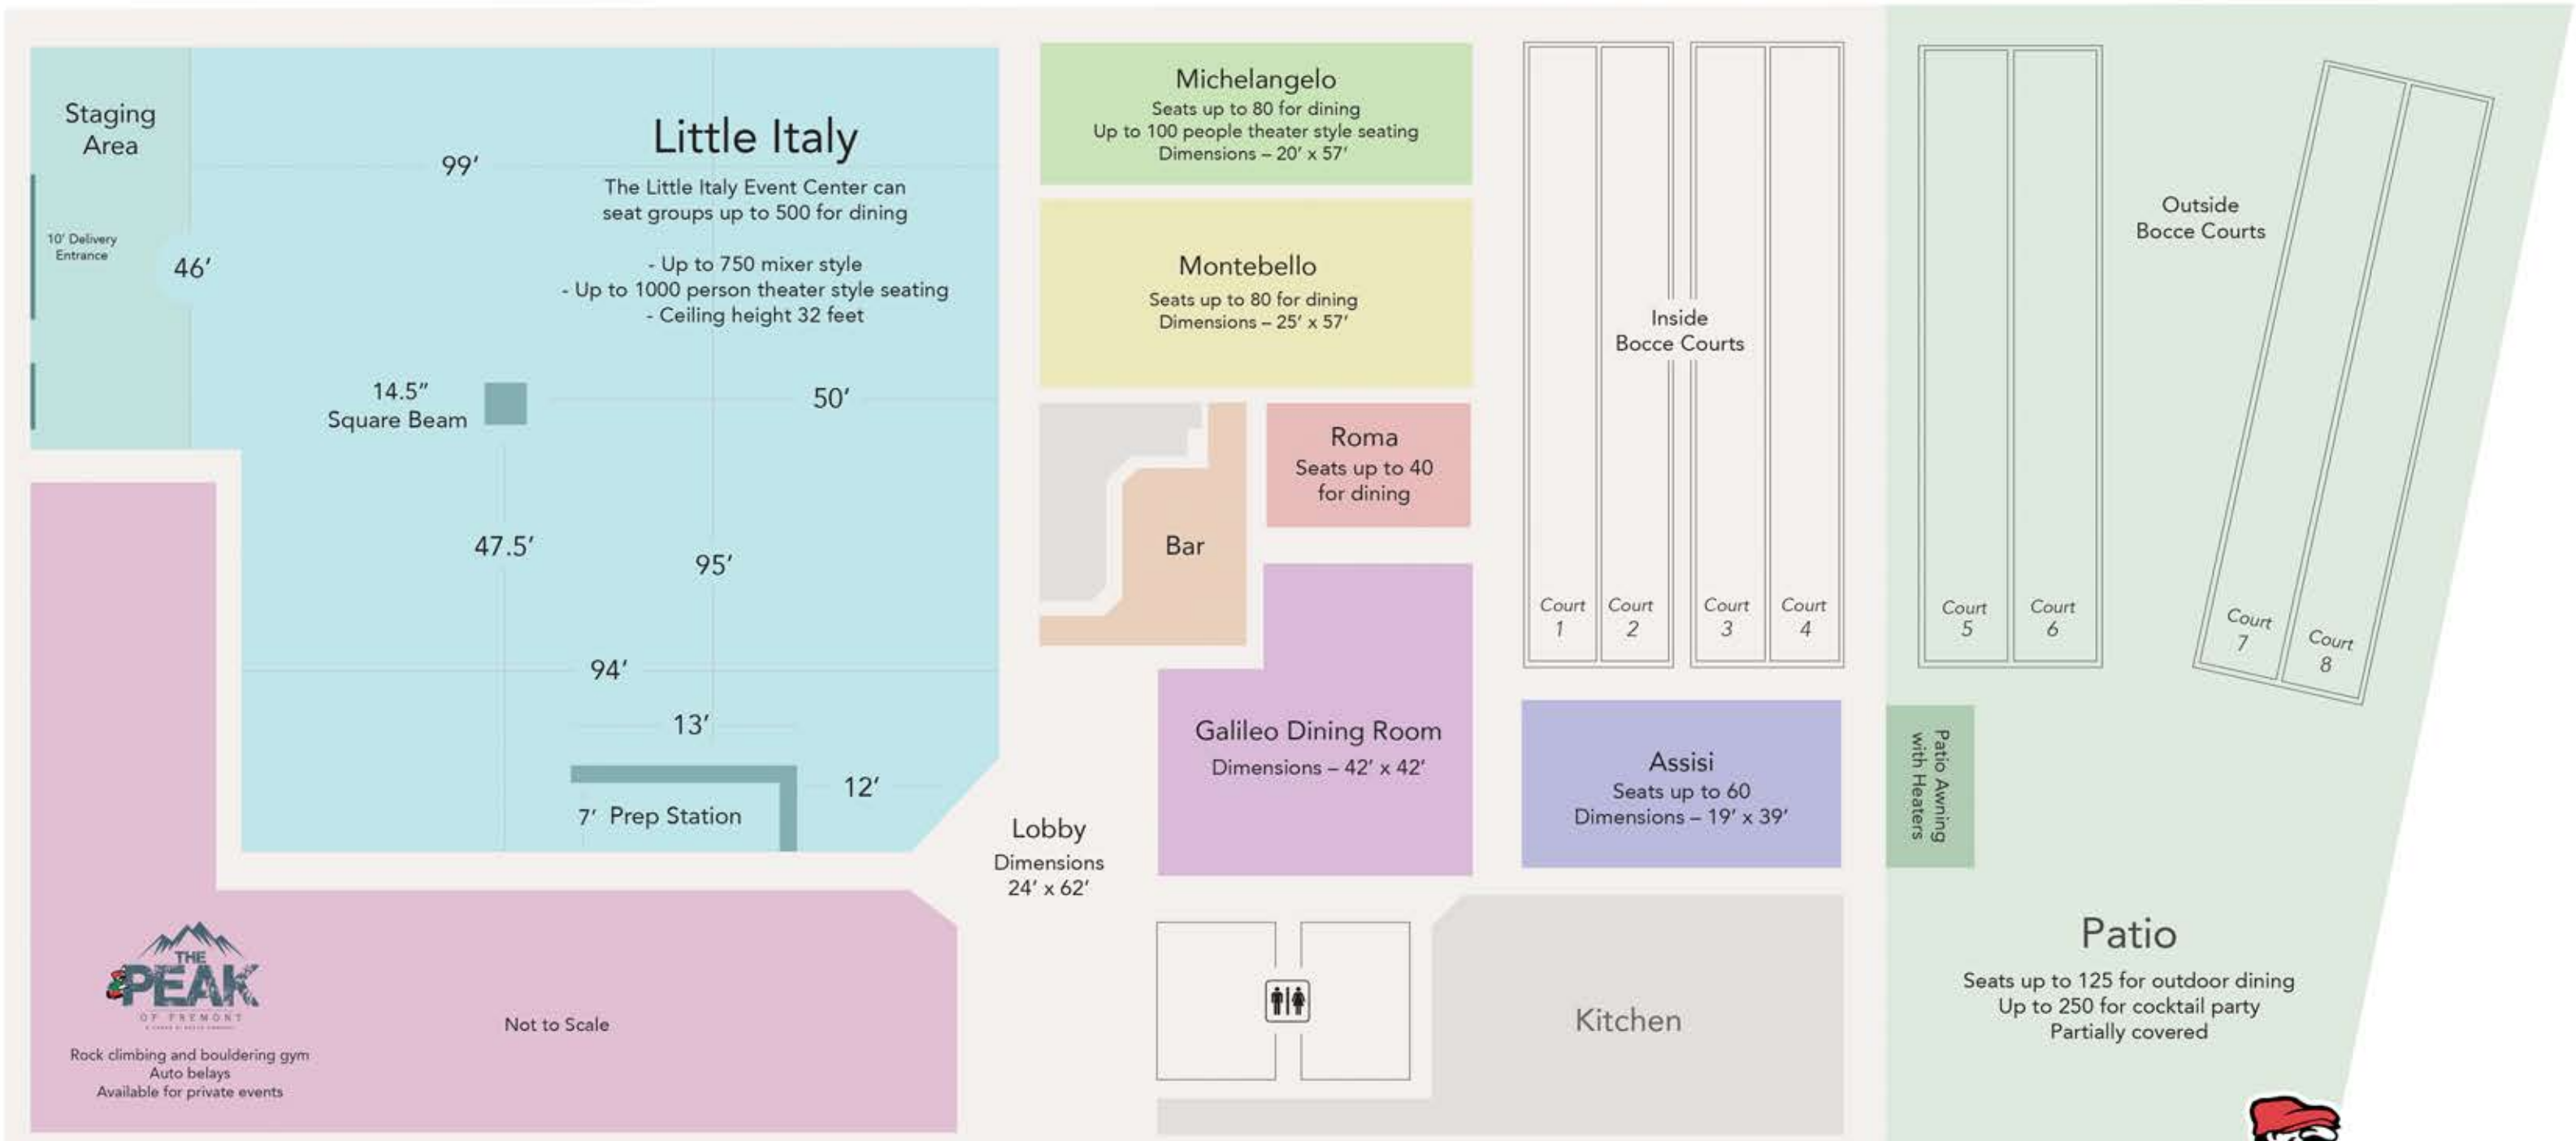 Staging
Area
10' Delivery
Entrance
46'
99'
Little Italy
The Little Italy Event Center can
seat groups up to 500 for dining
- Up to 750 mixer style
- Up to 1000 person theater style seating
- Ceiling height 32 feet
14.5"
Square Beam
50'
47.5'
95'
94'
13'
12'
7' Prep Station
Michelangelo
Seats up to 80 for dining
Up to 100 people theater style seating
Dimensions – 20' x 57'
Montebello
Seats up to 80 for dining
Dimensions – 25' x 57'
Roma
Seats up to 40
for dining
Bar
Galileo Dining Room
Dimensions – 42' x 42'
Lobby
Dimensions
24' x 62'
Inside
Bocce Courts
Court
1
Court
2
Court
3
Court
4
Assisi
Seats up to 60
Dimensions – 19' x 39'
Outside
Bocce Courts
Court
5
Court
6
Court
7
Court
8
Patio Awning
with Heaters
Patio
Seats up to 125 for outdoor dining
Up to 250 for cocktail party
Partially covered
Kitchen
THE
PEAK
OF FREMONT
Rock climbing and bouldering gym
Auto belays
Available for private events
Not to Scale